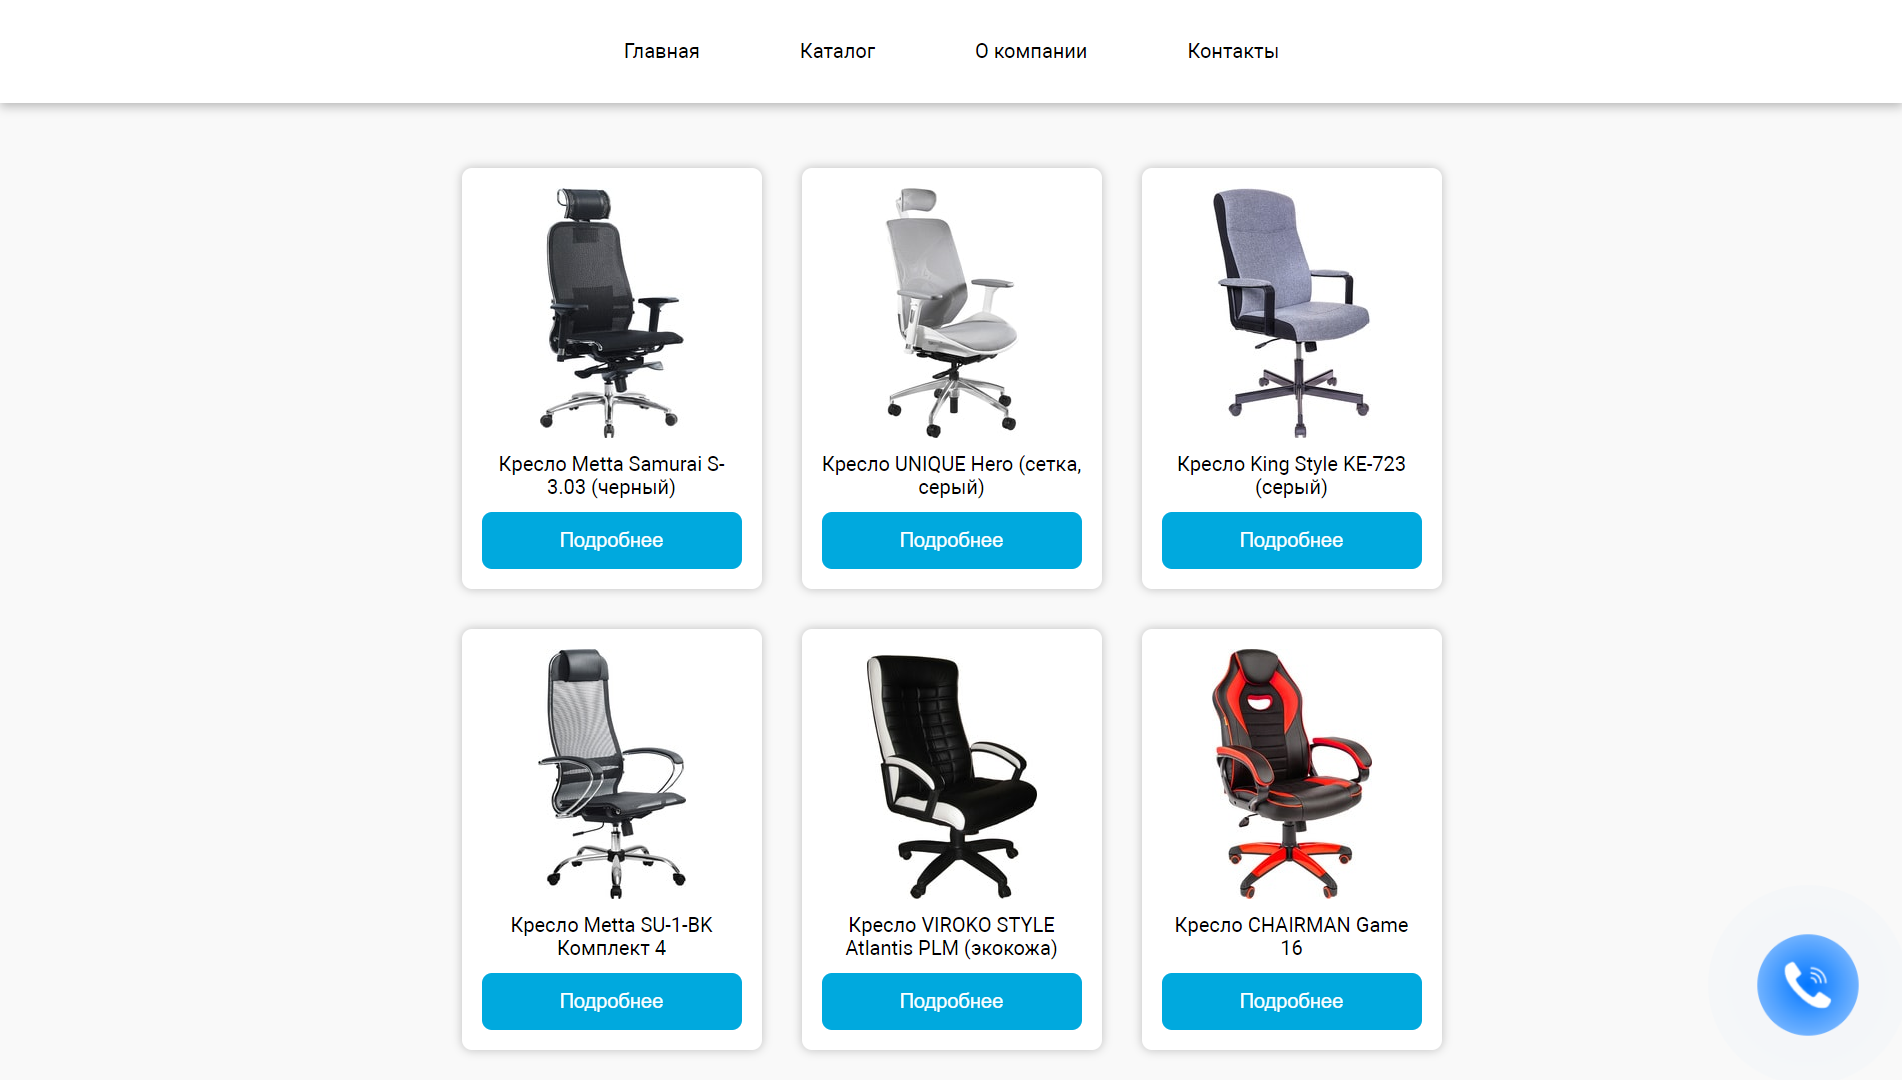 Главная Каталог О компании Контакты
Кресло Metta Samurai S-
3.03 (черный)
Подробнее
Кресло UNIQUE Hero (сетка,
серый)
Подробнее
Кресло King Style KE-723
(серый)
Подробнее
Кресло Metta SU-1-BK
Комплект 4
Подробнее
Кресло VIROKO STYLE
Atlantis PLM (экокожа)
Подробнее
Кресло CHAIRMAN Game
16
Подробнее